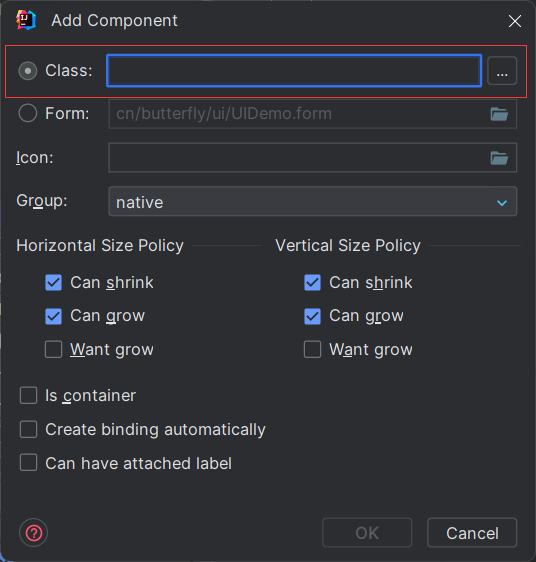 Add Component
Class:
...
Form: cn/butterfly/ui/UIDemo.form
Icon:
Group: native
Horizontal Size Policy Vertical Size Policy
Can shrink Can shrink
Can grow Can grow
Want grow Want grow
Is container
Create binding automatically
Can have attached label
? OK Cancel